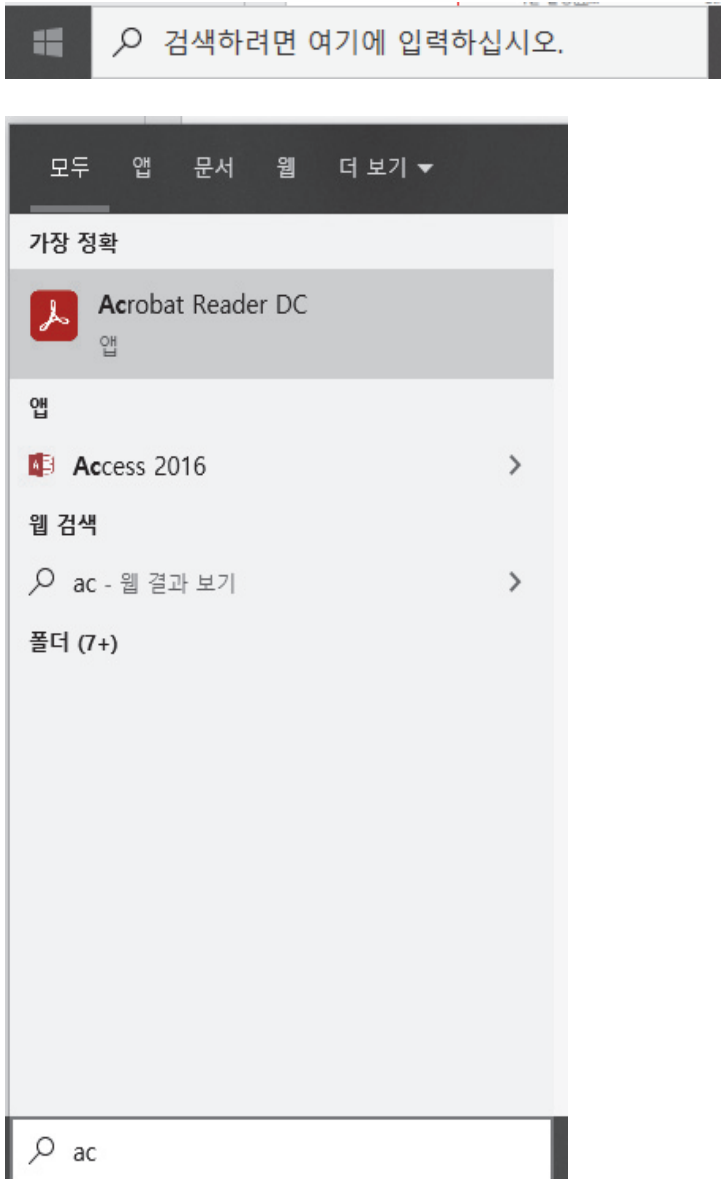 검색하려면 여기에 입력하십시오.
모두 앱 문서 웹 더 보기
가장 정확
Acrobat Reader DC
앱
앱
Access 2016
웹 검색
ac - 웹 결과 보기
폴더 (7+)
ac